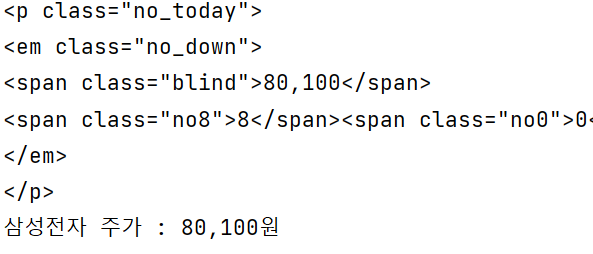 <p class="no_today">
<em class="no_down">
<span class="blind">80,100</span>
<span class="no8">8</span><span class="no0">0<
</em>
</p>
삼성전자 주가 : 80,100원